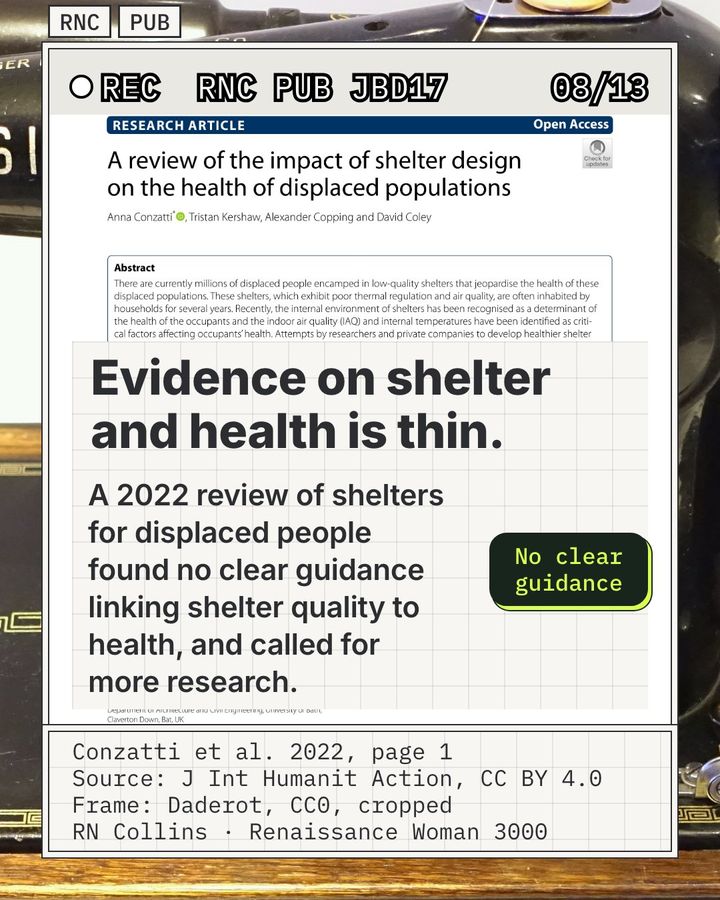 RNC PUB
REC RNC PUB JBD17 08/13
RESEARCH ARTICLE Open Access
Check for
updates
A review of the impact of shelter design
on the health of displaced populations
Anna Conzatti*, Tristan Kershaw, Alexander Copping and David Coley
Abstract
There are currently millions of displaced people encamped in low-quality shelters that jeopardise the health of these
displaced populations. These shelters, which exhibit poor thermal regulation and air quality, are often inhabited by
households for several years. Recently, the internal environment of shelters has been recognised as a determinant of
the health of the occupants and the indoor air quality (IAQ) and internal temperatures have been identified as criti-
cal factors affecting occupants' health. Attempts by researchers and private companies to develop healthier shelter
Evidence on shelter
and health is thin.
A 2022 review of shelters
for displaced people
found no clear guidance
linking shelter quality to
health, and called for
more research.
No clear
guidance
Department of Architecture and Civil Engineering, University of Bath,
Claverton Down, Bat, UK
Conzatti et al. 2022, page 1
Source: J Int Humanit Action, CC BY 4.0
Frame: Daderot, CC0, cropped
RN Collins · Renaissance Woman 3000